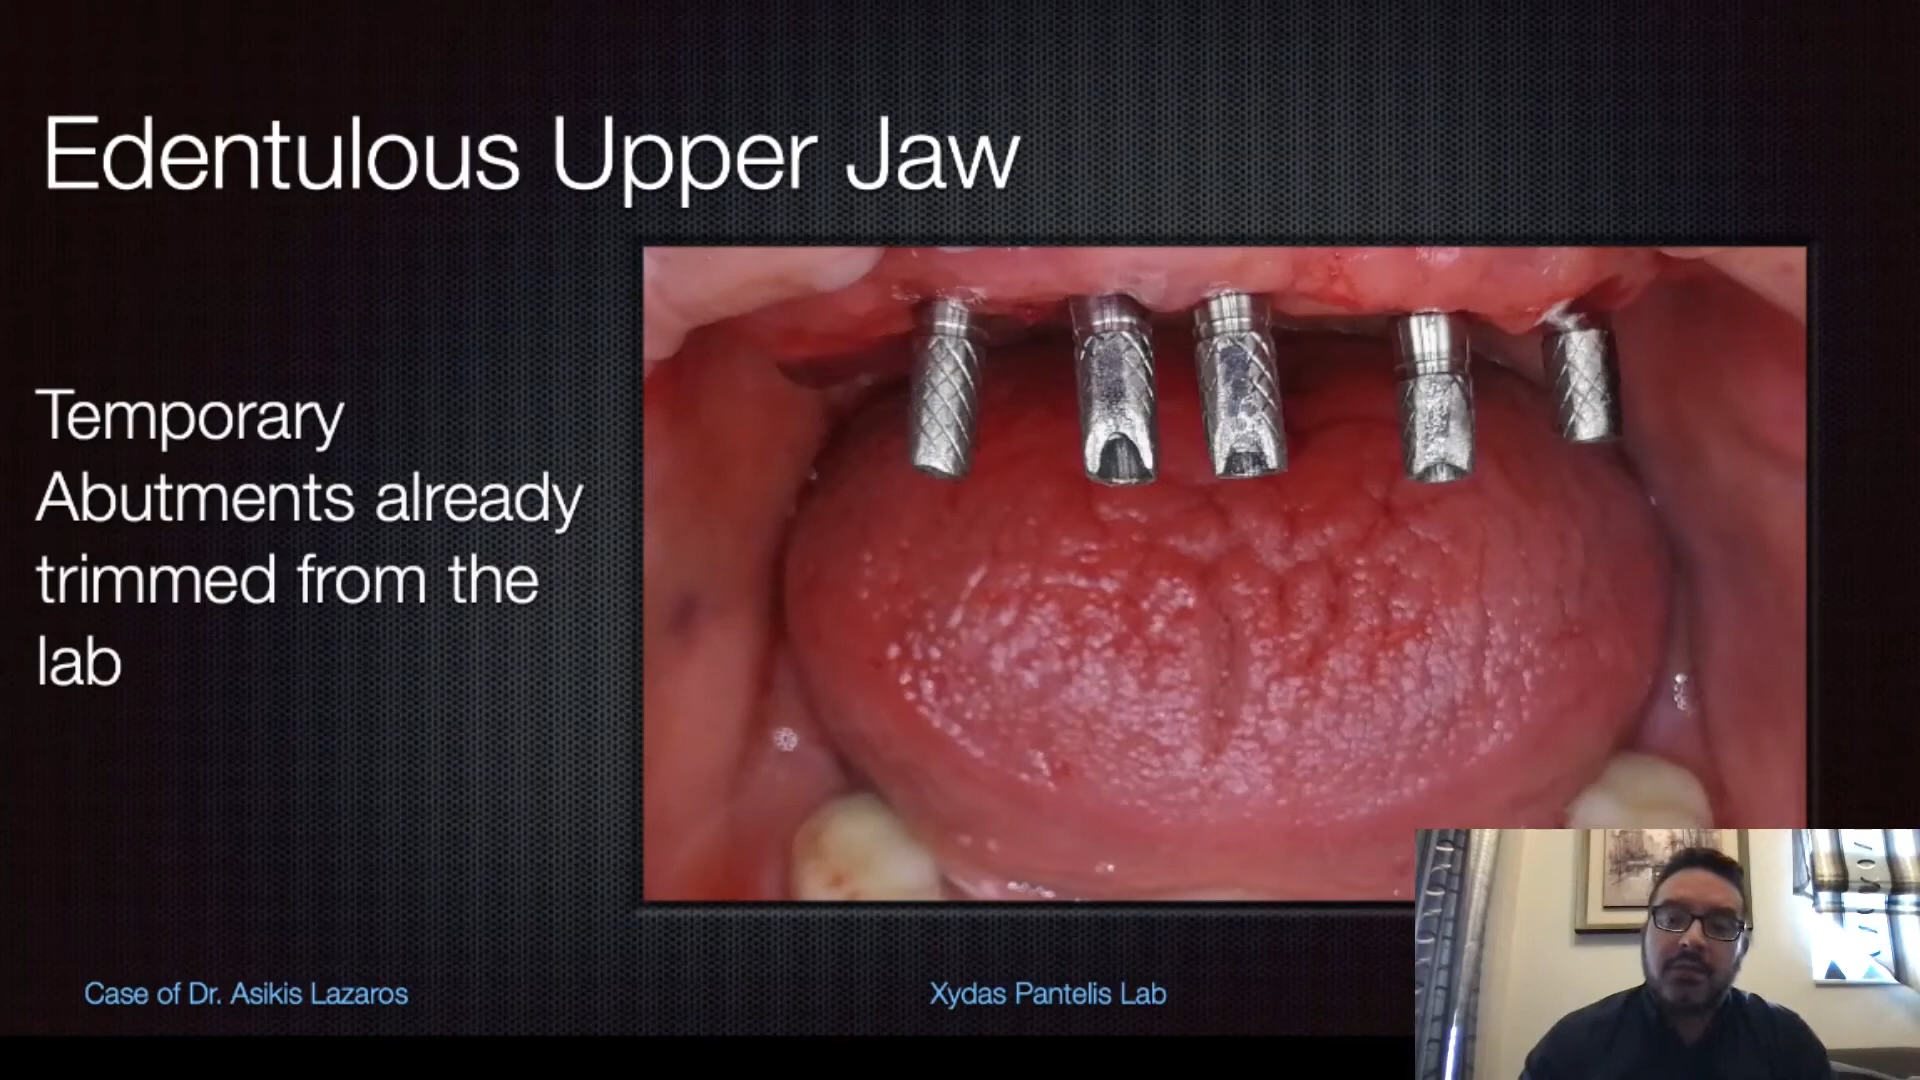 Edentulous Upper Jaw
Temporary
Abutments already
trimmed from the
lab
Case of Dr. Asikis Lazaros
Xydas Pantelis Lab